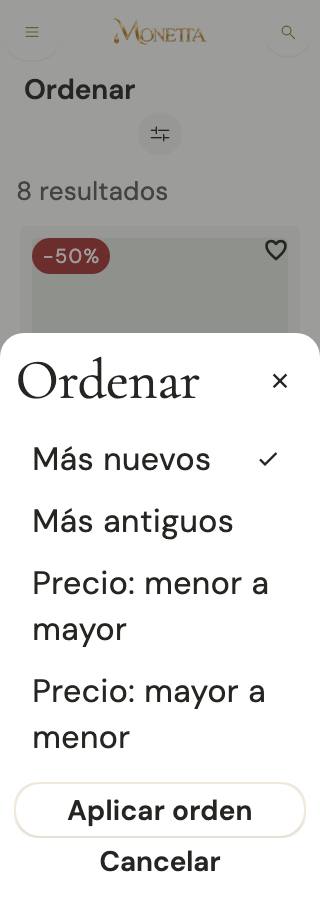 MONETTA
Ordenar
8 resultados
-50%
Ordenar
Más nuevos
Más antiguos
Precio: menor a
mayor
Precio: mayor a
menor
Aplicar orden
Cancelar